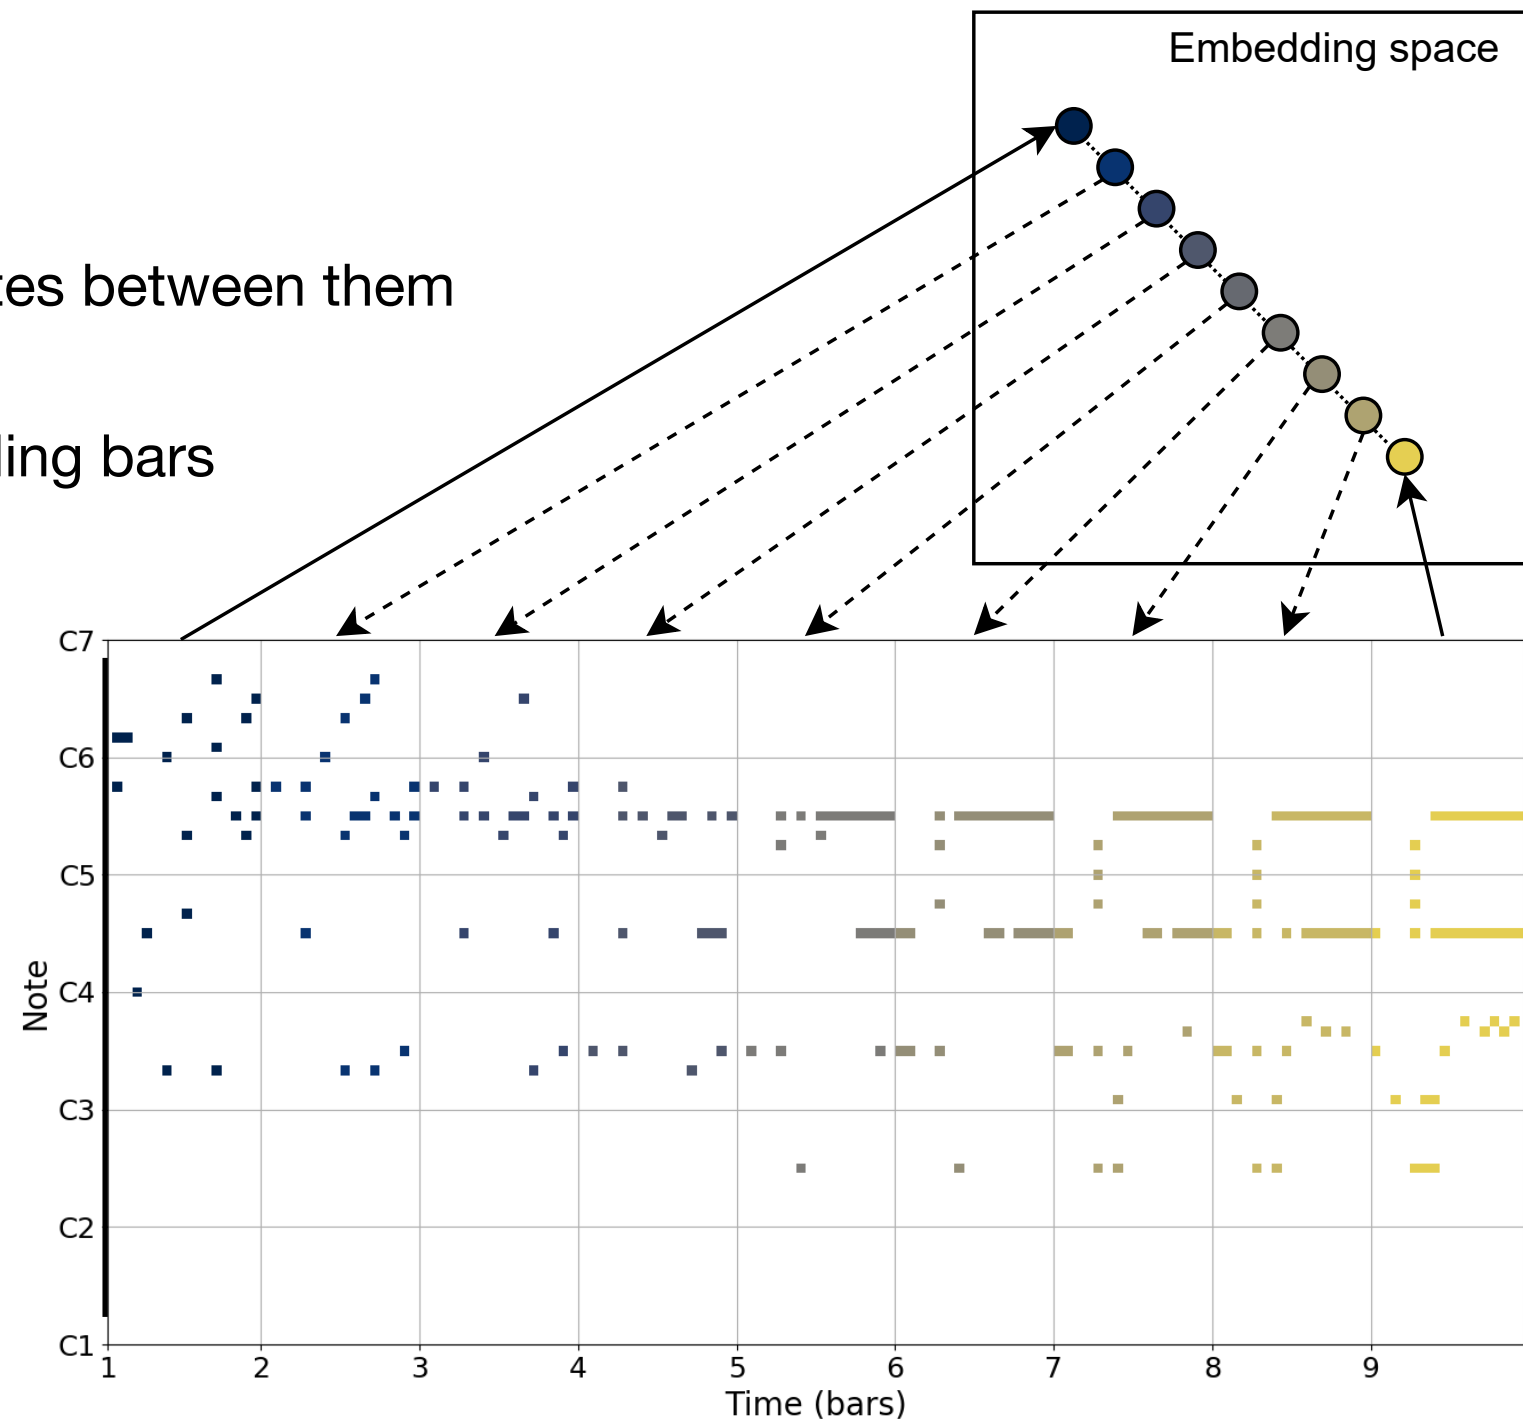 Embedding space
tes between them
ding bars
C7
C6
C5
C4
C3
C2
C1
Note
1 2 3 4 5 6 7 8 9
Time (bars)